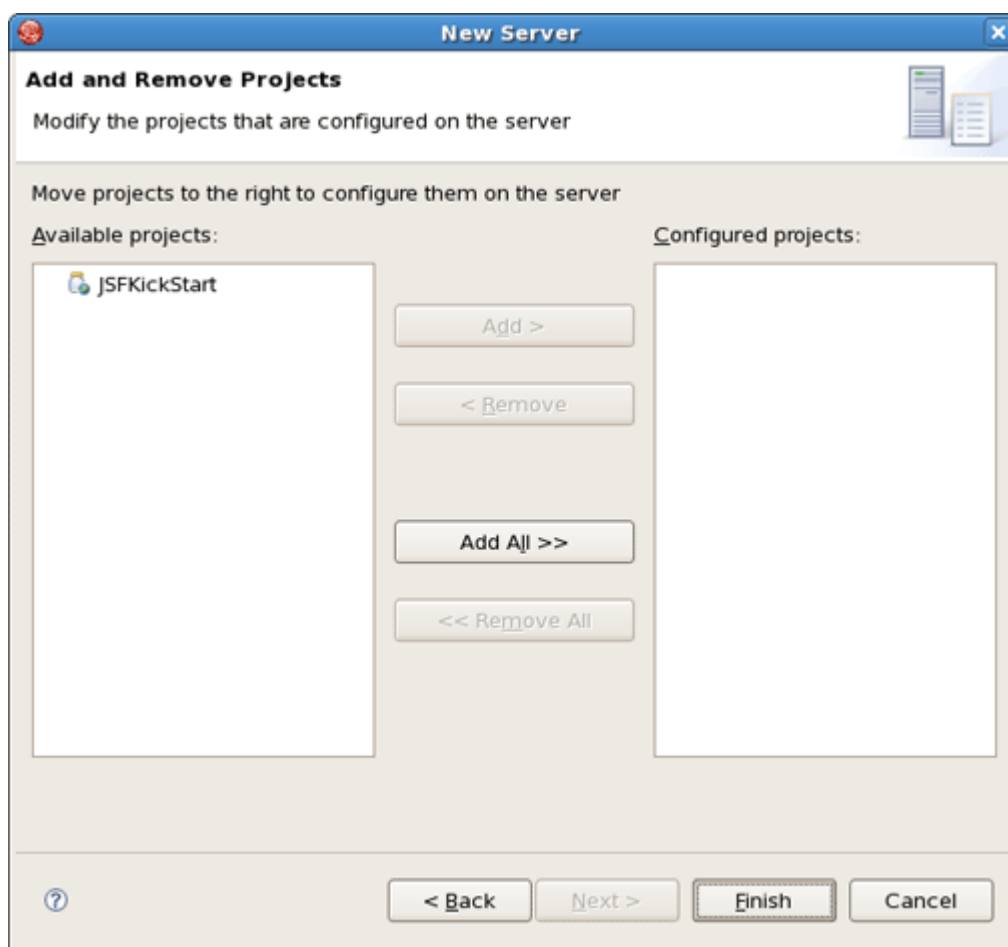 New Server
Add and Remove Projects
Modify the projects that are configured on the server
Move projects to the right to configure them on the server
Available projects:
Configured projects:
JSFKickStart
Add >
< Remove
Add All >>
<< Remove All
?
< Back
Next >
Finish
Cancel